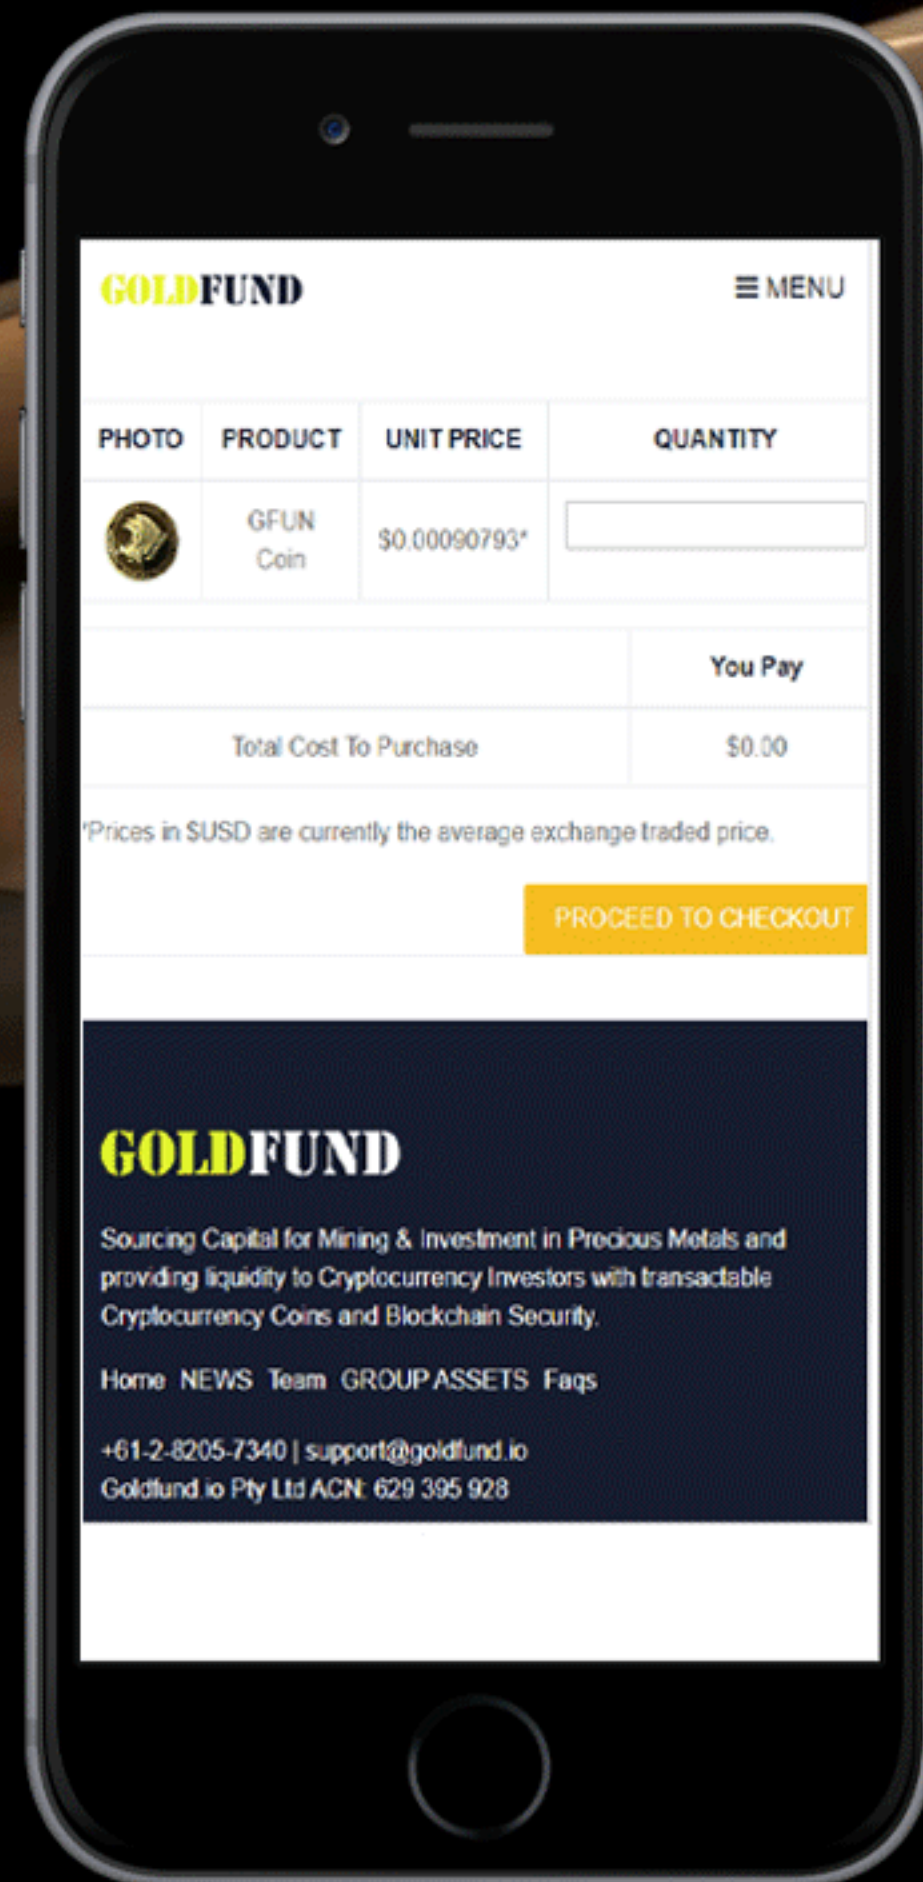 GOLDFUND
MENU
PHOTO PRODUCT UNIT PRICE QUANTITY
GFUN
Coin
$0.00090793*
You Pay
Total Cost To Purchase $0.00
*Prices in $USD are currently the average exchange traded price.
PROCEED TO CHECKOUT
GOLDFUND
Sourcing Capital for Mining & Investment in Precious Metals and
providing liquidity to Cryptocurrency Investors with transactable
Cryptocurrency Coins and Blockchain Security.
Home NEWS Team GROUP ASSETS Faqs
+61-2-8205-7340 | support@goldfund.io
Goldfund.io Pty Ltd ACN: 629 395 928